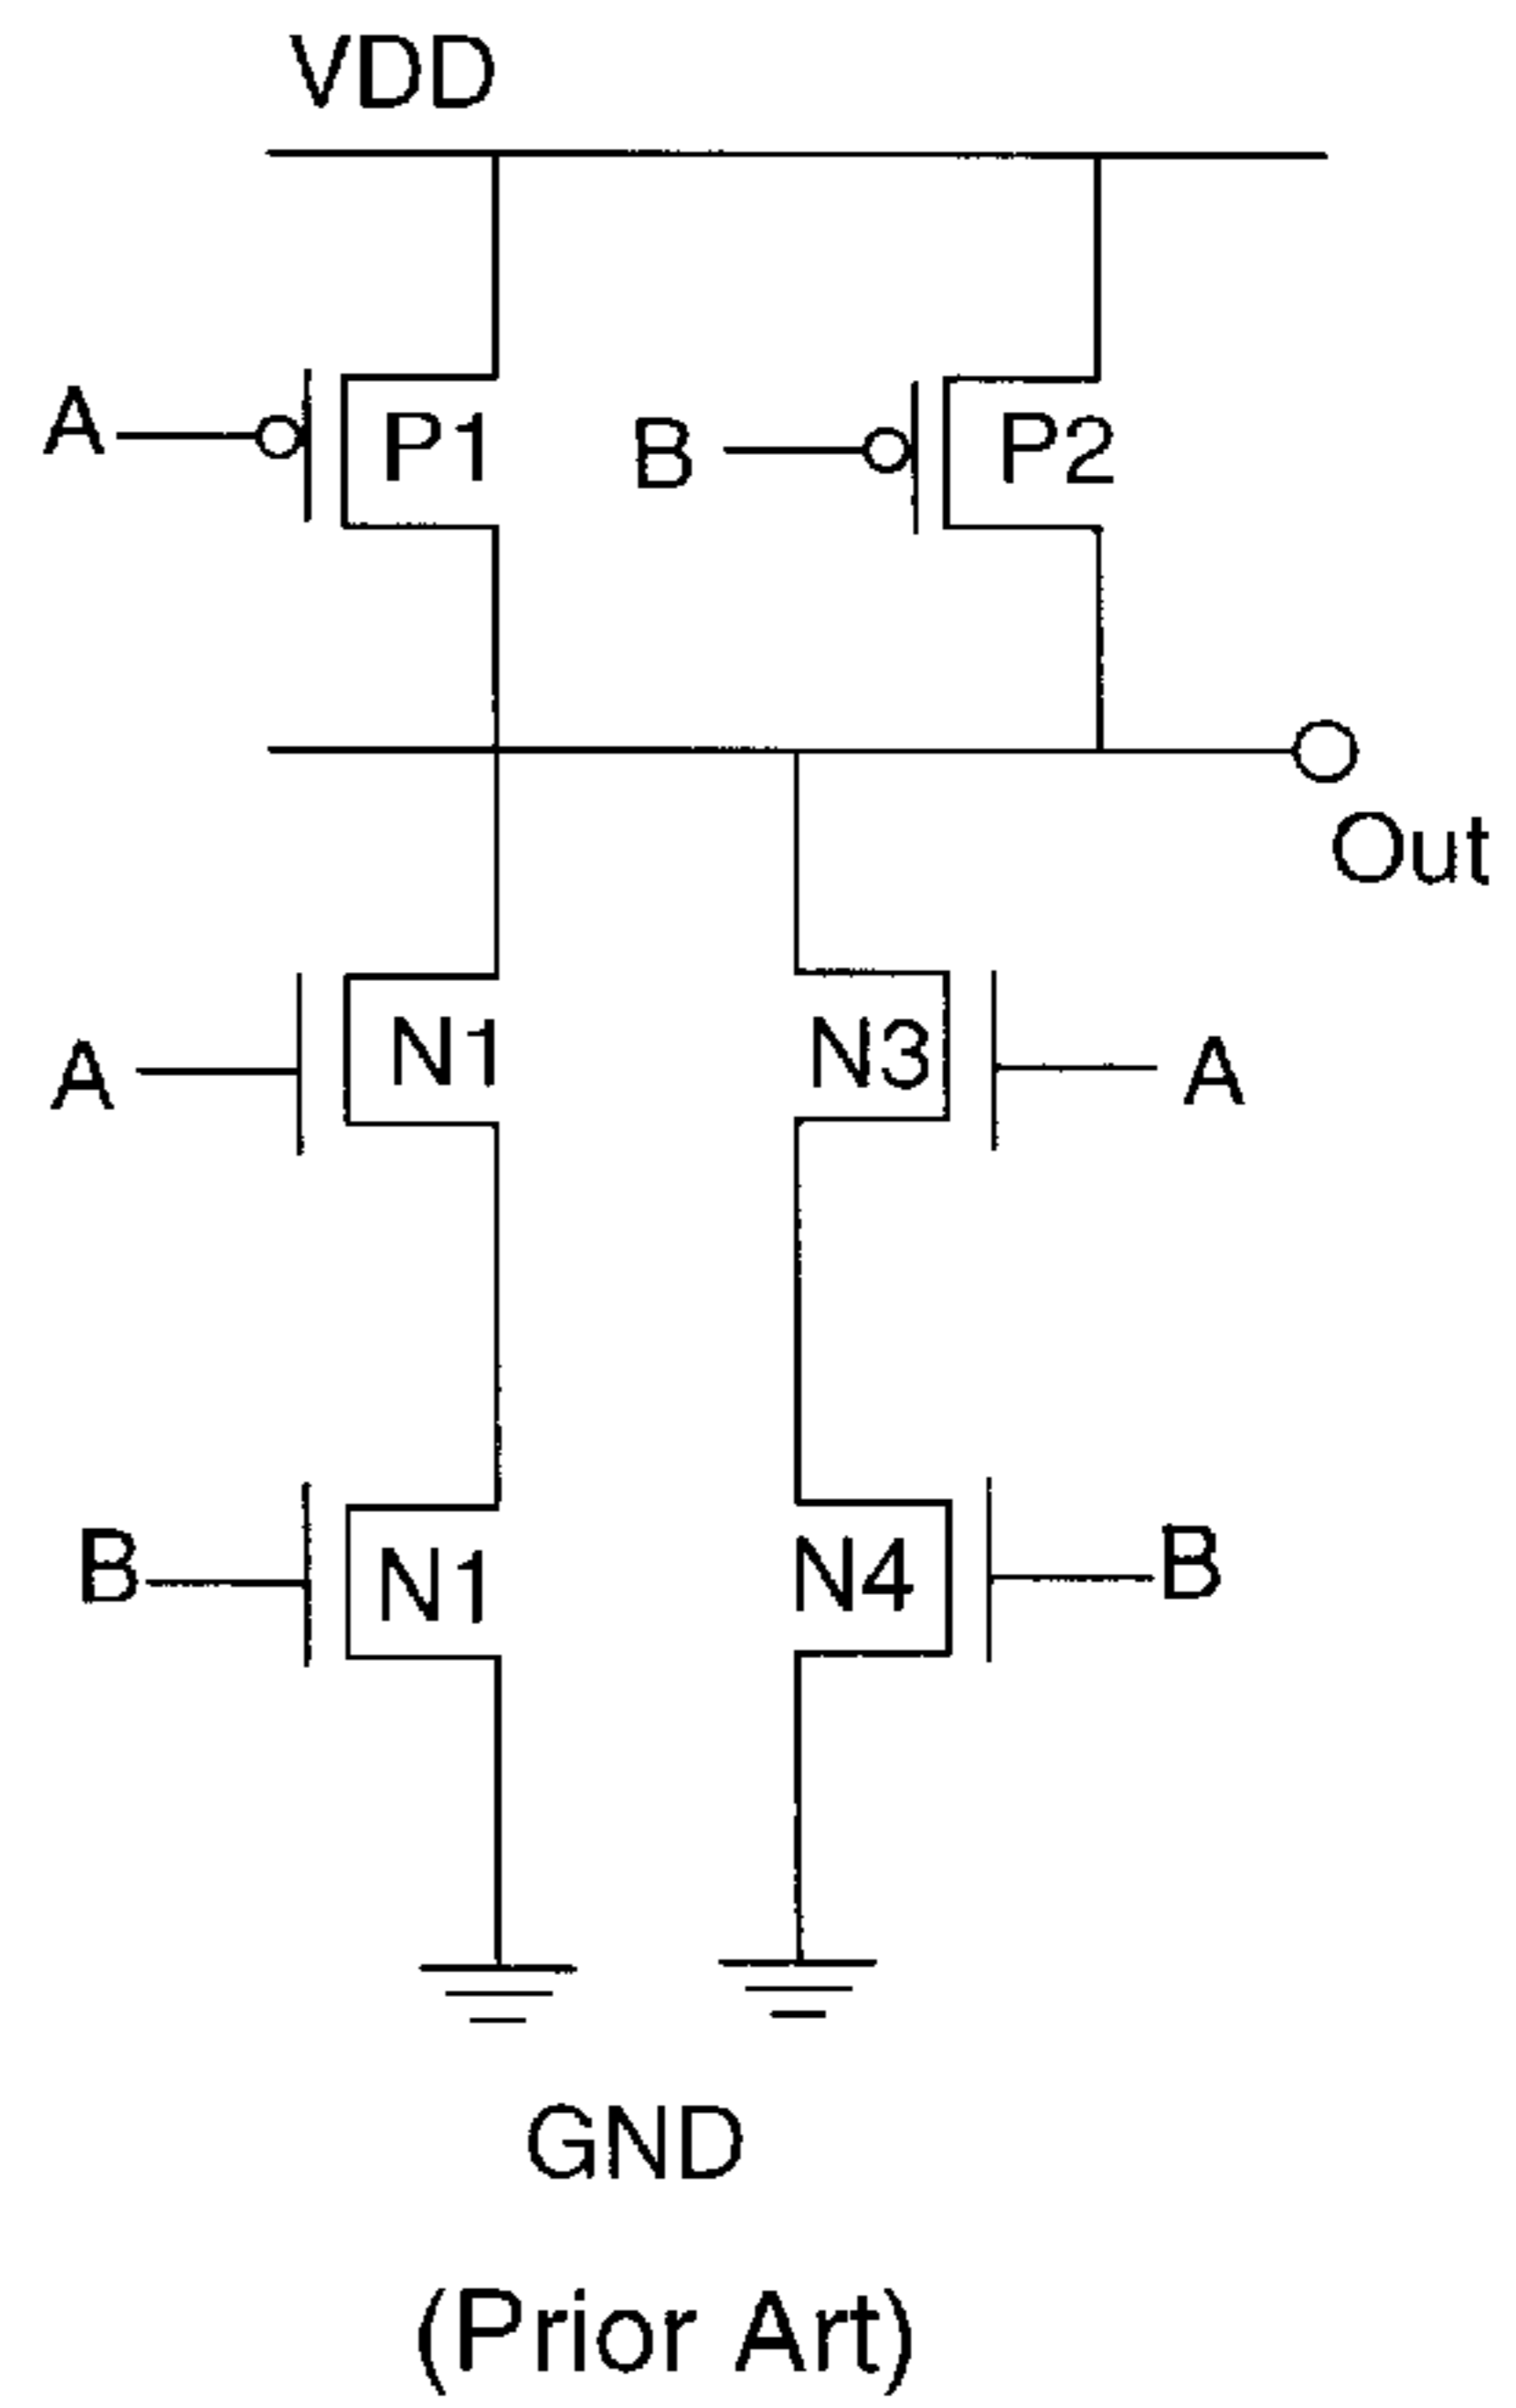 VDD
A P1 B P2
Out
A N1 N3 A
B N1 N4 B
GND
(Prior Art)